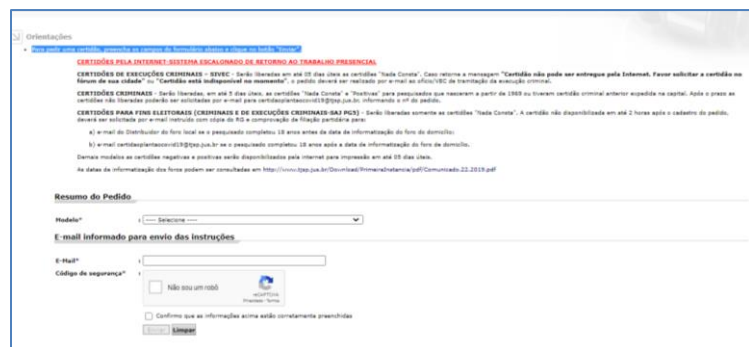 Orientações
Para pedir uma certidão, preencha os campos do formulário abaixo e clique no botão "Enviar".
CERTIDÕES PELA INTERNET-SISTEMA ESCALONADO DE RETORNO AO TRABALHO PRESENCIAL
CERTIDÕES DE EXECUÇÕES CRIMINAIS – SIVEC - Serão liberadas em até 05 dias úteis as certidões "Nada Consta". Caso retorne a mensagem "Certidão não pode ser entregue pela Internet. Favor solicitar a certidão no
fórum de sua cidade" ou "Certidão está indisponível no momento", o pedido deverá ser realizado por e-mail ao ofício/VEC de tramitação da execução criminal.
CERTIDÕES CRIMINAIS - Serão liberadas, em até 5 dias úteis, as certidões "Nada Consta" e "Positivas" para pesquisados que nasceram a partir de 1969 ou tiveram certidão criminal anterior expedida na capital. Após o prazo as
certidões não liberadas poderão ser solicitadas por e-mail para certidaoplantaocovid19@tjsp.jus.br, informando o nº do pedido.
CERTIDÕES PARA FINS ELEITORAIS (CRIMINAIS E DE EXECUÇÕES CRIMINAIS-SAJ PG5) - Serão liberadas somente as certidões "Nada Consta". A certidão não disponibilizada em até 2 horas após o cadastro do pedido,
deverá ser solicitada por e-mail instruído com cópia do RG e comprovação de filiação partidária para:
a) e-mail do Distribuidor do foro local se o pesquisado completou 18 anos antes da data de informatização do foro do domicílio;
b) e-mail certidaoplantaocovid19@tjsp.jus.br se o pesquisado completou 18 anos após a data de informatização do foro de domicílio.
Demais modelos as certidões negativas e positivas serão disponibilizados pela internet para impressão em até 05 dias úteis.
As datas de informatização dos foros podem ser consultadas em http://www.tjsp.jus.br/Download/PrimeiraInstancia/pdf/Comunicado.22.2019.pdf
Resumo do Pedido
Modelo* : ---- Selecione ----
E-mail informado para envio das instruções
E-Mail* :
Código de segurança* :
Não sou um robô
reCAPTCHA
Privacidade - Termos
Confirmo que as informações acima estão corretamente preenchidas
Enviar Limpar